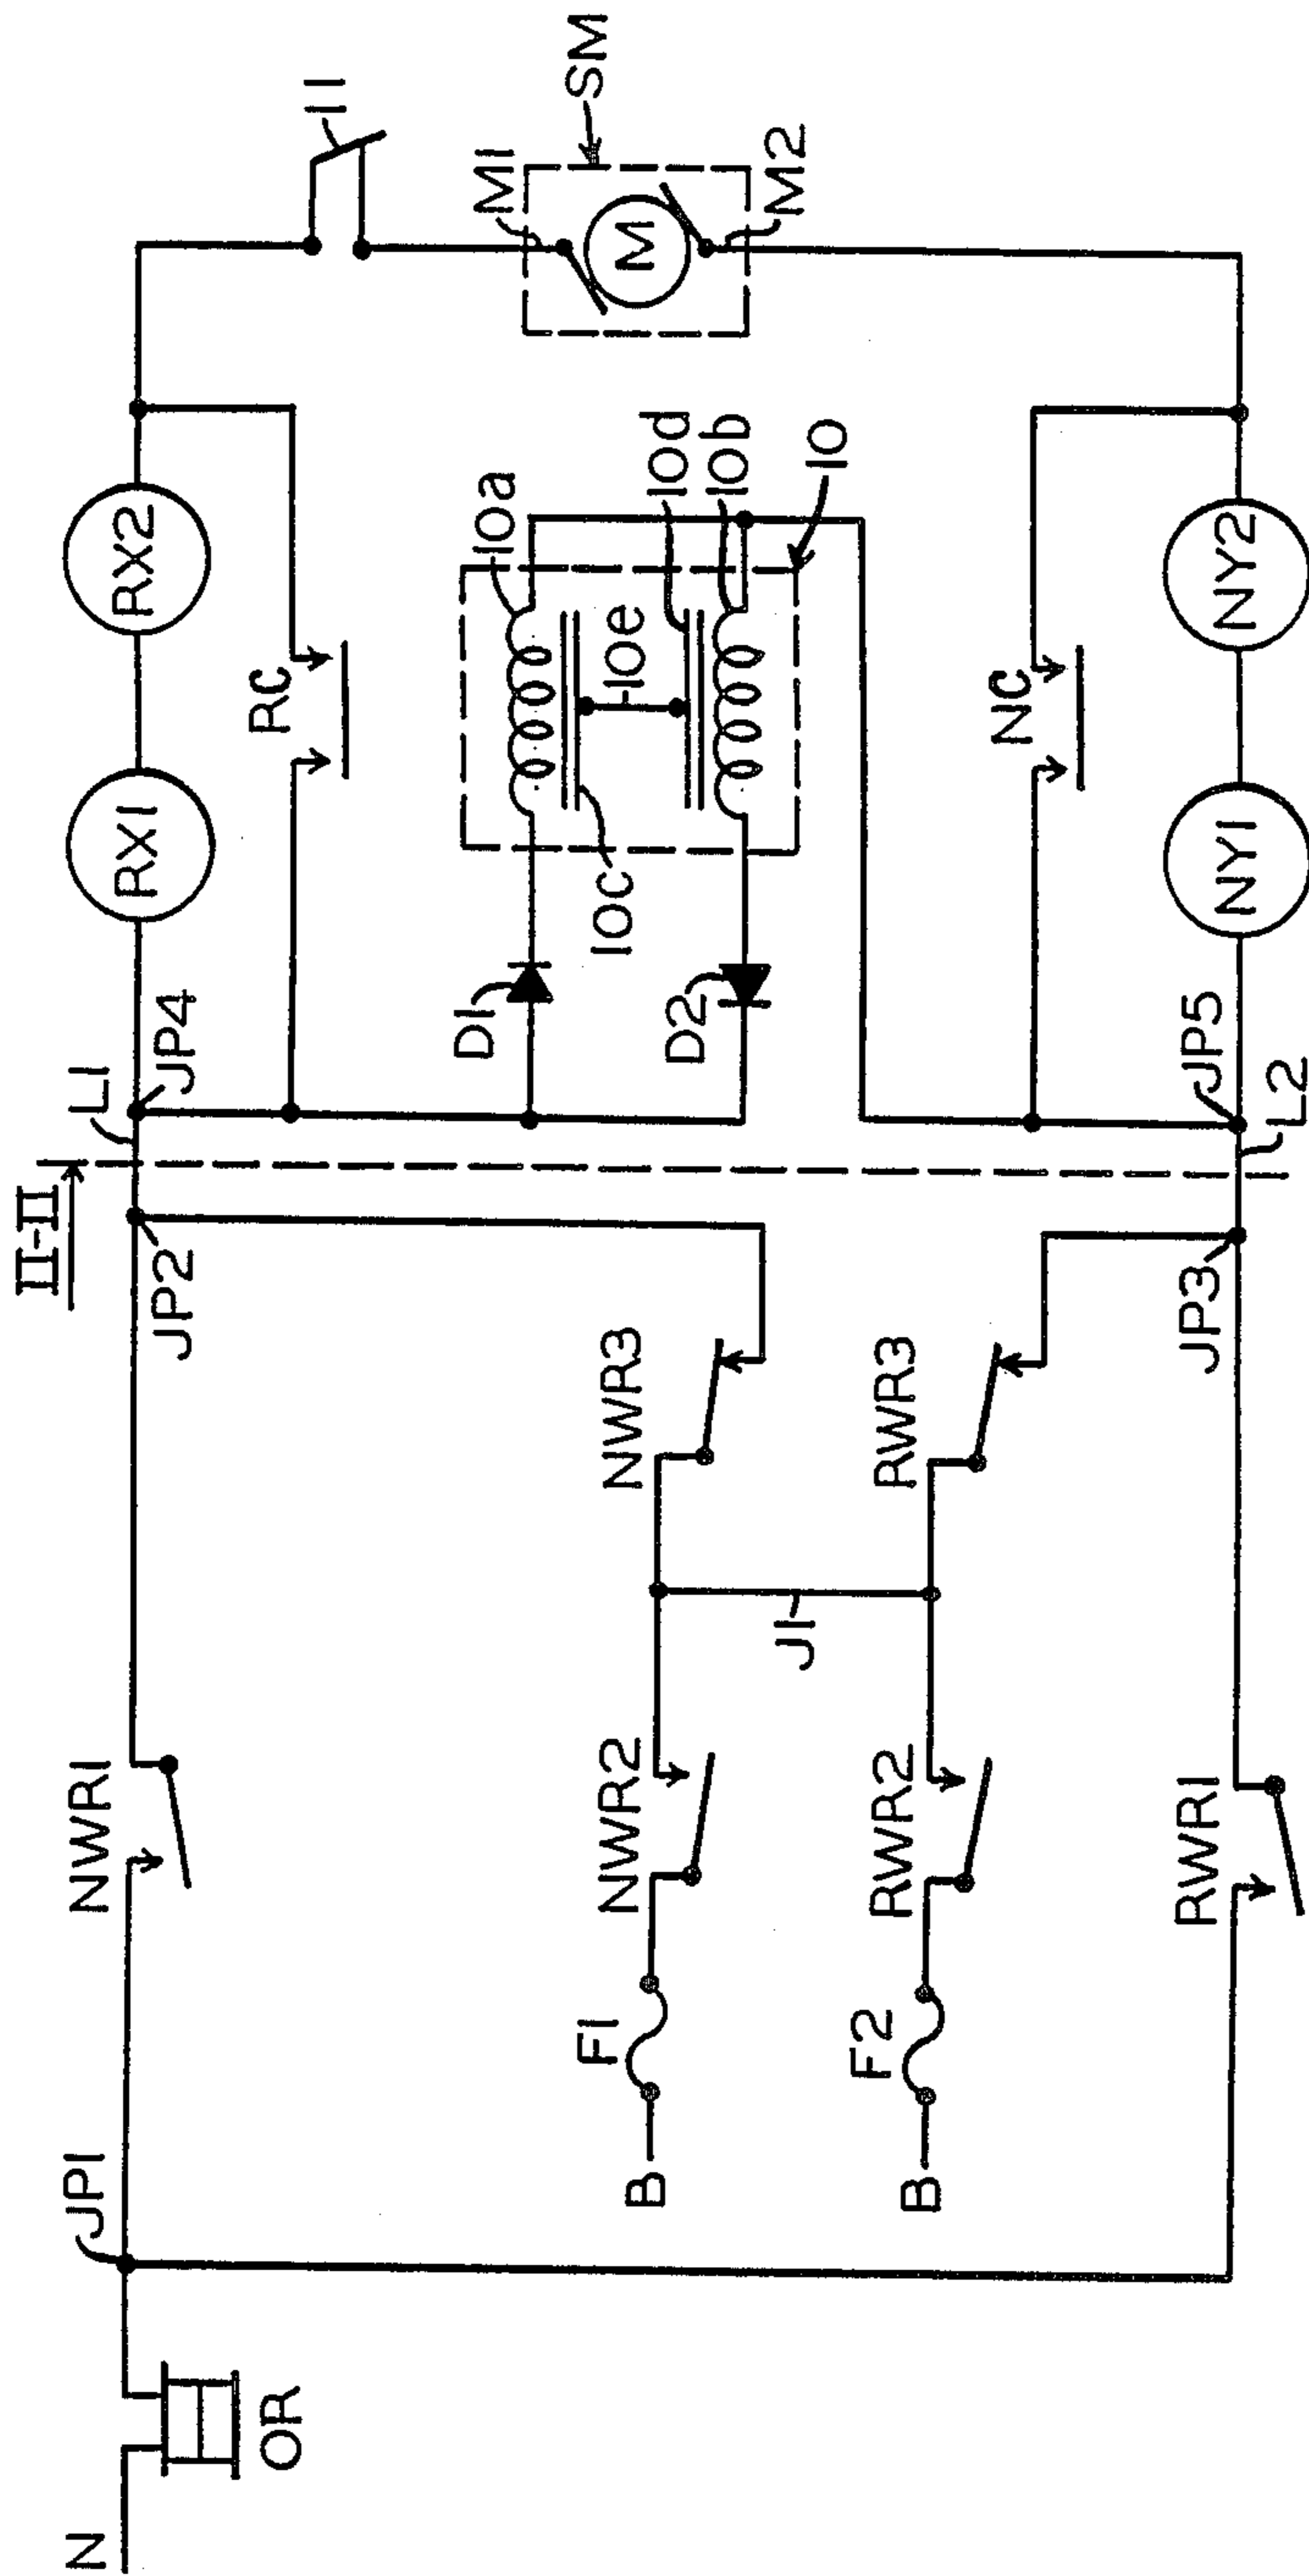 N
OR
JP1
NWR1
JP2
II-II
L1
JP4
RX1
RX2
RC
11
SM
M1
M
M2
B
F1
NWR2
NWR3
J1
B
F2
RWR2
RWR3
D1
D2
10a
10c
10e
10d
10b
10
RWR1
JP3
L2
JP5
NC
NY1
NY2